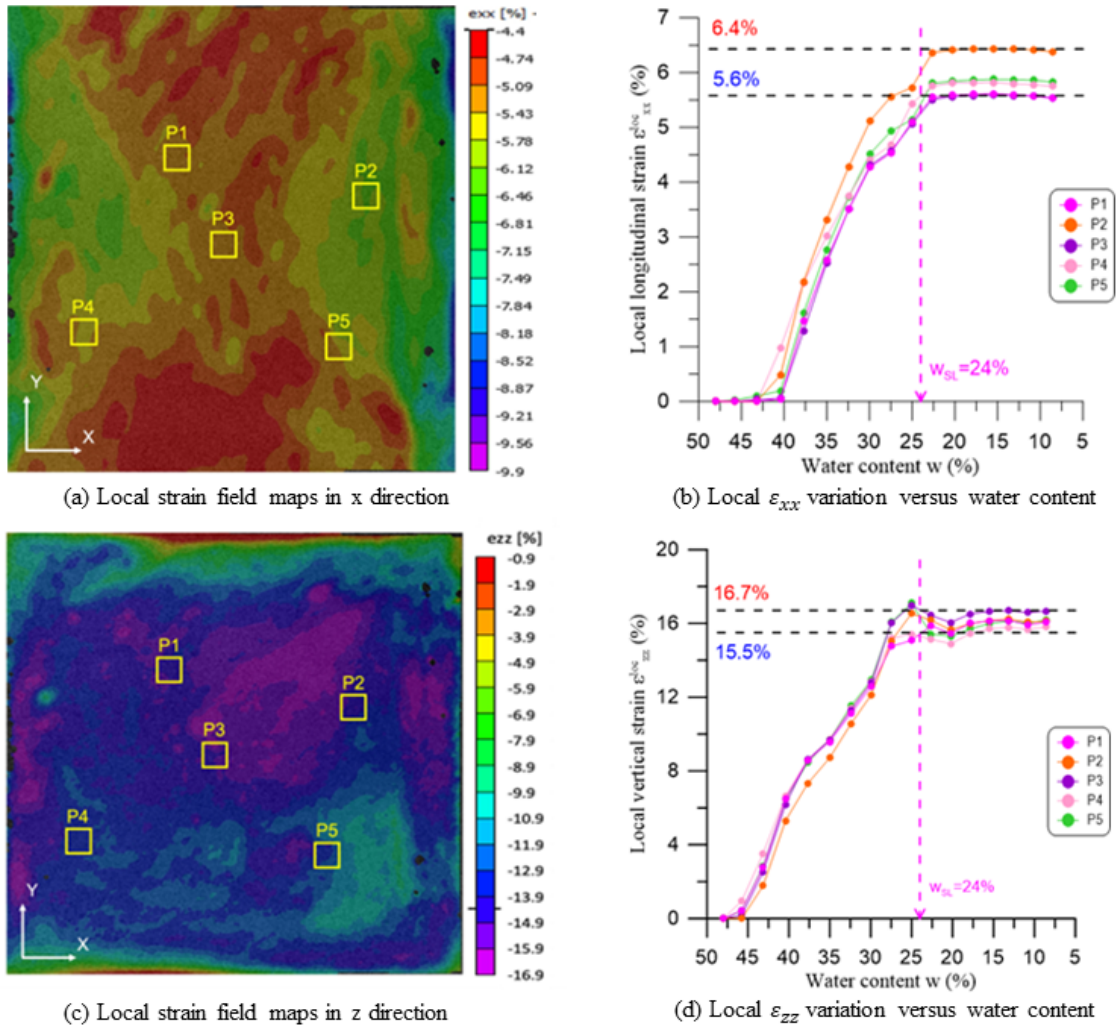 exx [%] -
-4.4
-4.74
-5.09
-5.43
-5.78
-6.12
-6.46
-6.81
-7.15
-7.49
-7.84
-8.18
-8.52
-8.87
-9.21
-9.56
-9.9
P1
P2
P3
P4
P5
Y
X
(a) Local strain field maps in x direction
7
6
5
4
3
2
1
0
6.4%
5.6%
Local longitudinal strain εˡᵒᶜₓₓ (%)
P1
P2
P3
P4
P5
wSL=24%
50 45 40 35 30 25 20 15 10 5
Water content w (%)
(b) Local εxx variation versus water content
ezz [%]
-0.9
-1.9
-2.9
-3.9
-4.9
-5.9
-6.9
-7.9
-8.9
-9.9
-10.9
-11.9
-12.9
-13.9
-14.9
-15.9
-16.9
P1
P2
P3
P4
P5
Y
X
(c) Local strain field maps in z direction
20
16
12
8
4
0
16.7%
15.5%
Local vertical strain εˡᵒᶜzz (%)
P1
P2
P3
P4
P5
wSL=24%
50 45 40 35 30 25 20 15 10 5
Water content w (%)
(d) Local εzz variation versus water content